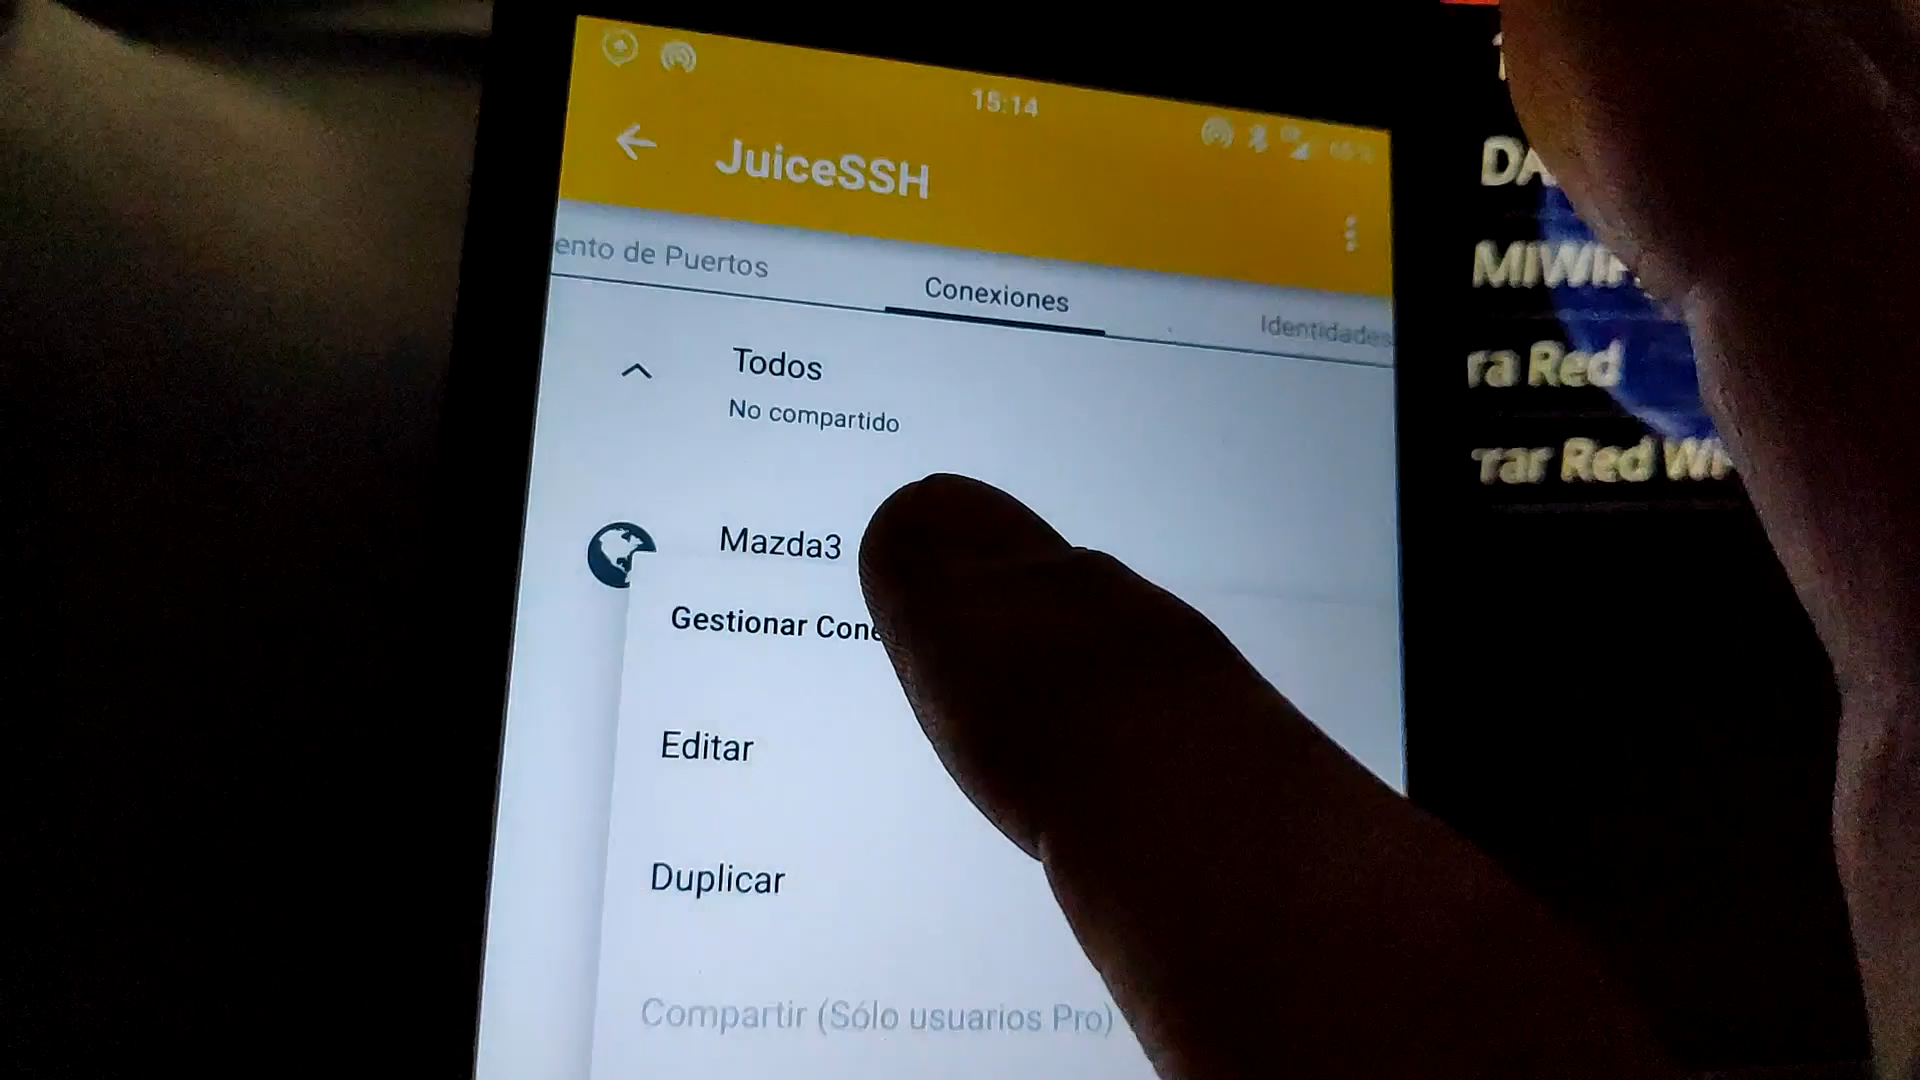 15:14
JuiceSSH
ento de Puertos
Conexiones
Identidades
Todos
No compartido
Mazda3
Gestionar Cone
Editar
Duplicar
Compartir (Sólo usuarios Pro)
DA
MIWIF
ra Red
rar Red Wi